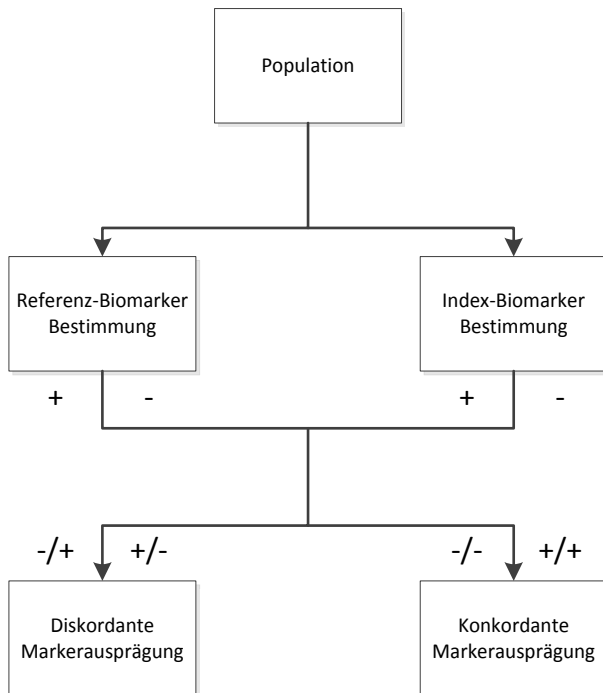 Population
Referenz-Biomarker
Bestimmung
Index-Biomarker
Bestimmung
+ -
+ -
-/+ +/-
-/- +/+
Diskordante
Markerausprägung
Konkordante
Markerausprägung